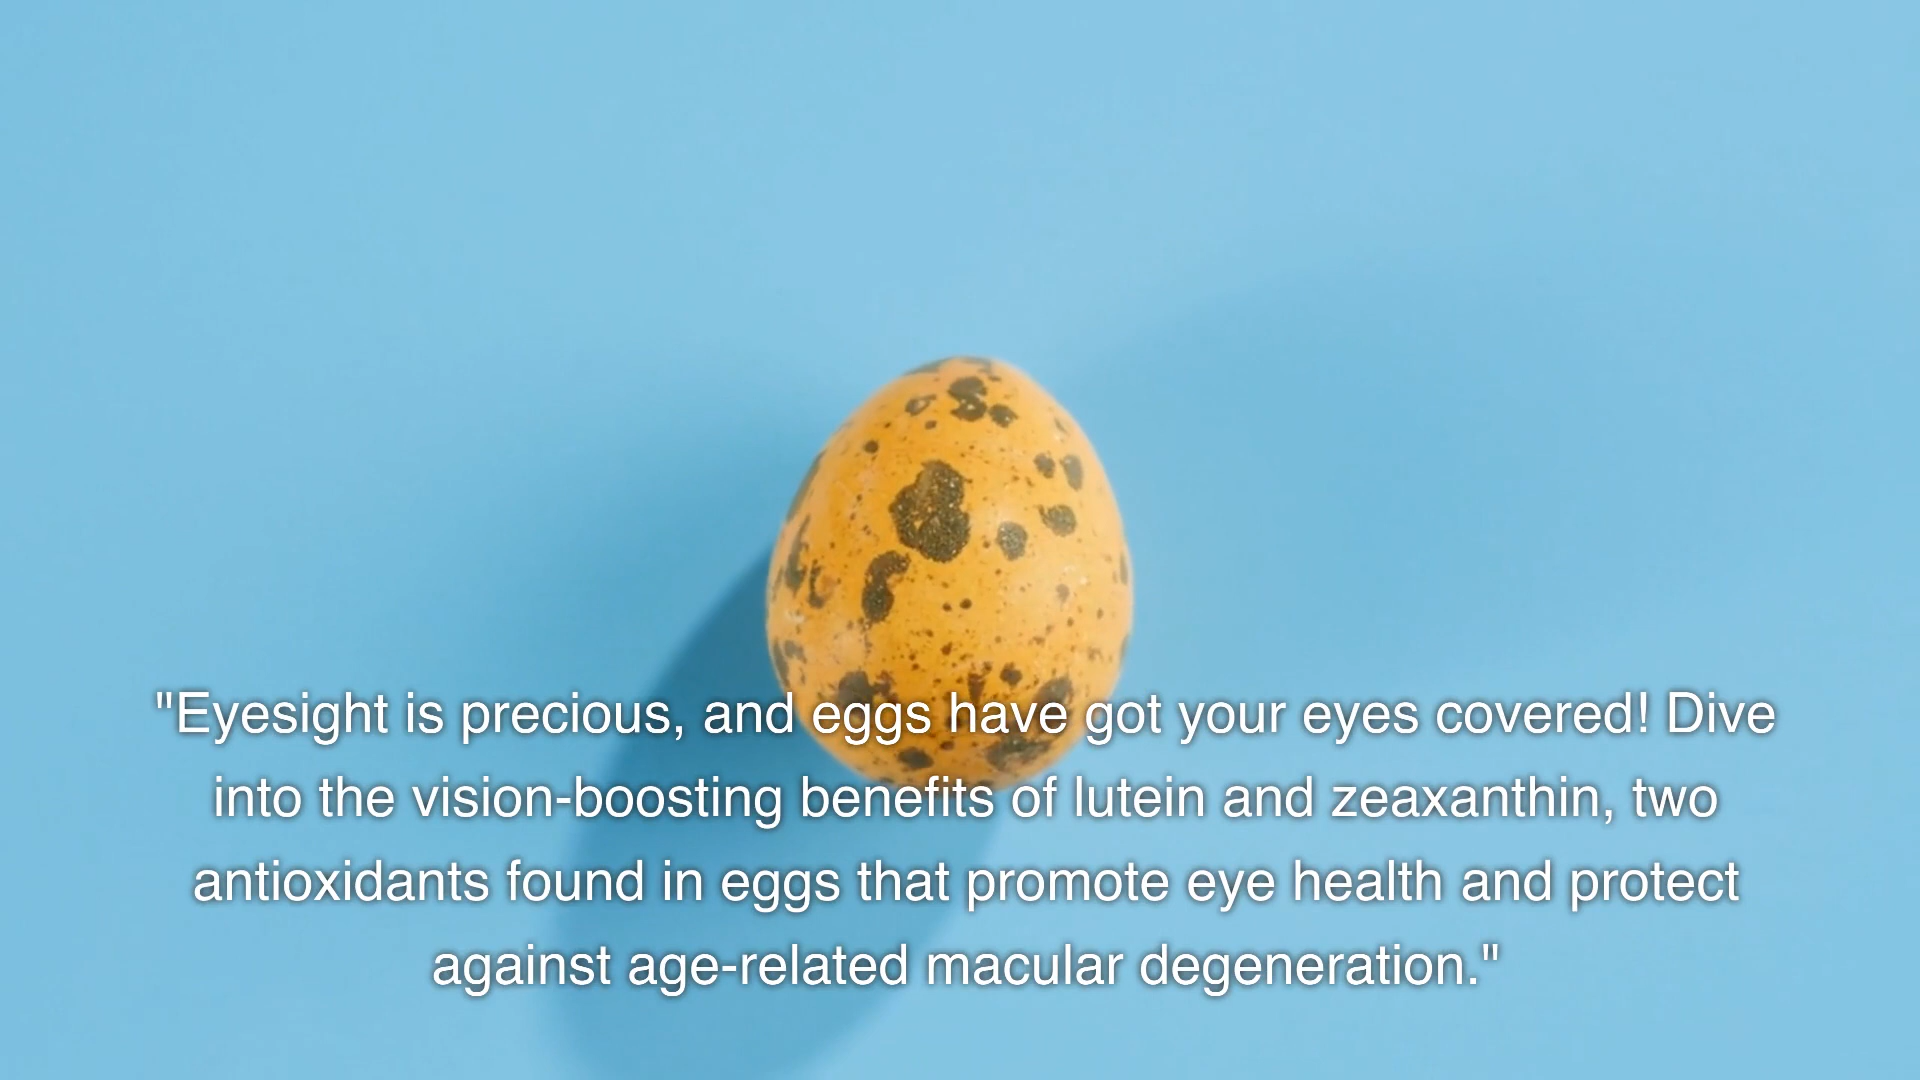 "Eyesight is precious, and eggs have got your eyes covered! Dive
into the vision-boosting benefits of lutein and zeaxanthin, two
antioxidants found in eggs that promote eye health and protect
against age-related macular degeneration."